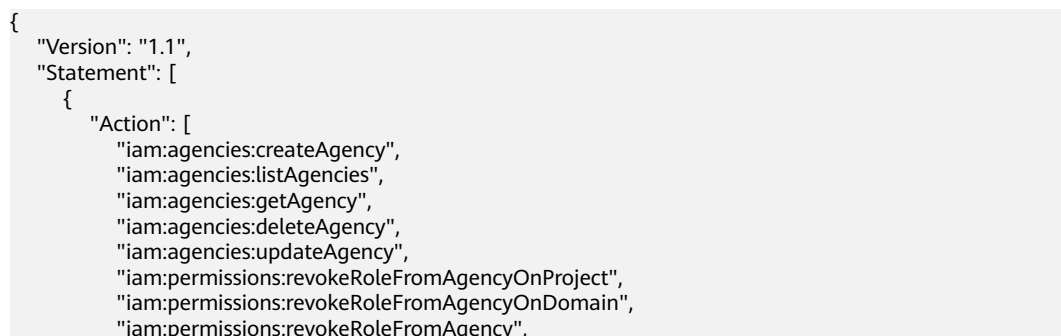 {
"Version": "1.1",
"Statement": [
{
"Action": [
"iam:agencies:createAgency",
"iam:agencies:listAgencies",
"iam:agencies:getAgency",
"iam:agencies:deleteAgency",
"iam:agencies:updateAgency",
"iam:permissions:revokeRoleFromAgencyOnProject",
"iam:permissions:revokeRoleFromAgencyOnDomain",
"iam:permissions:revokeRoleFromAgency",